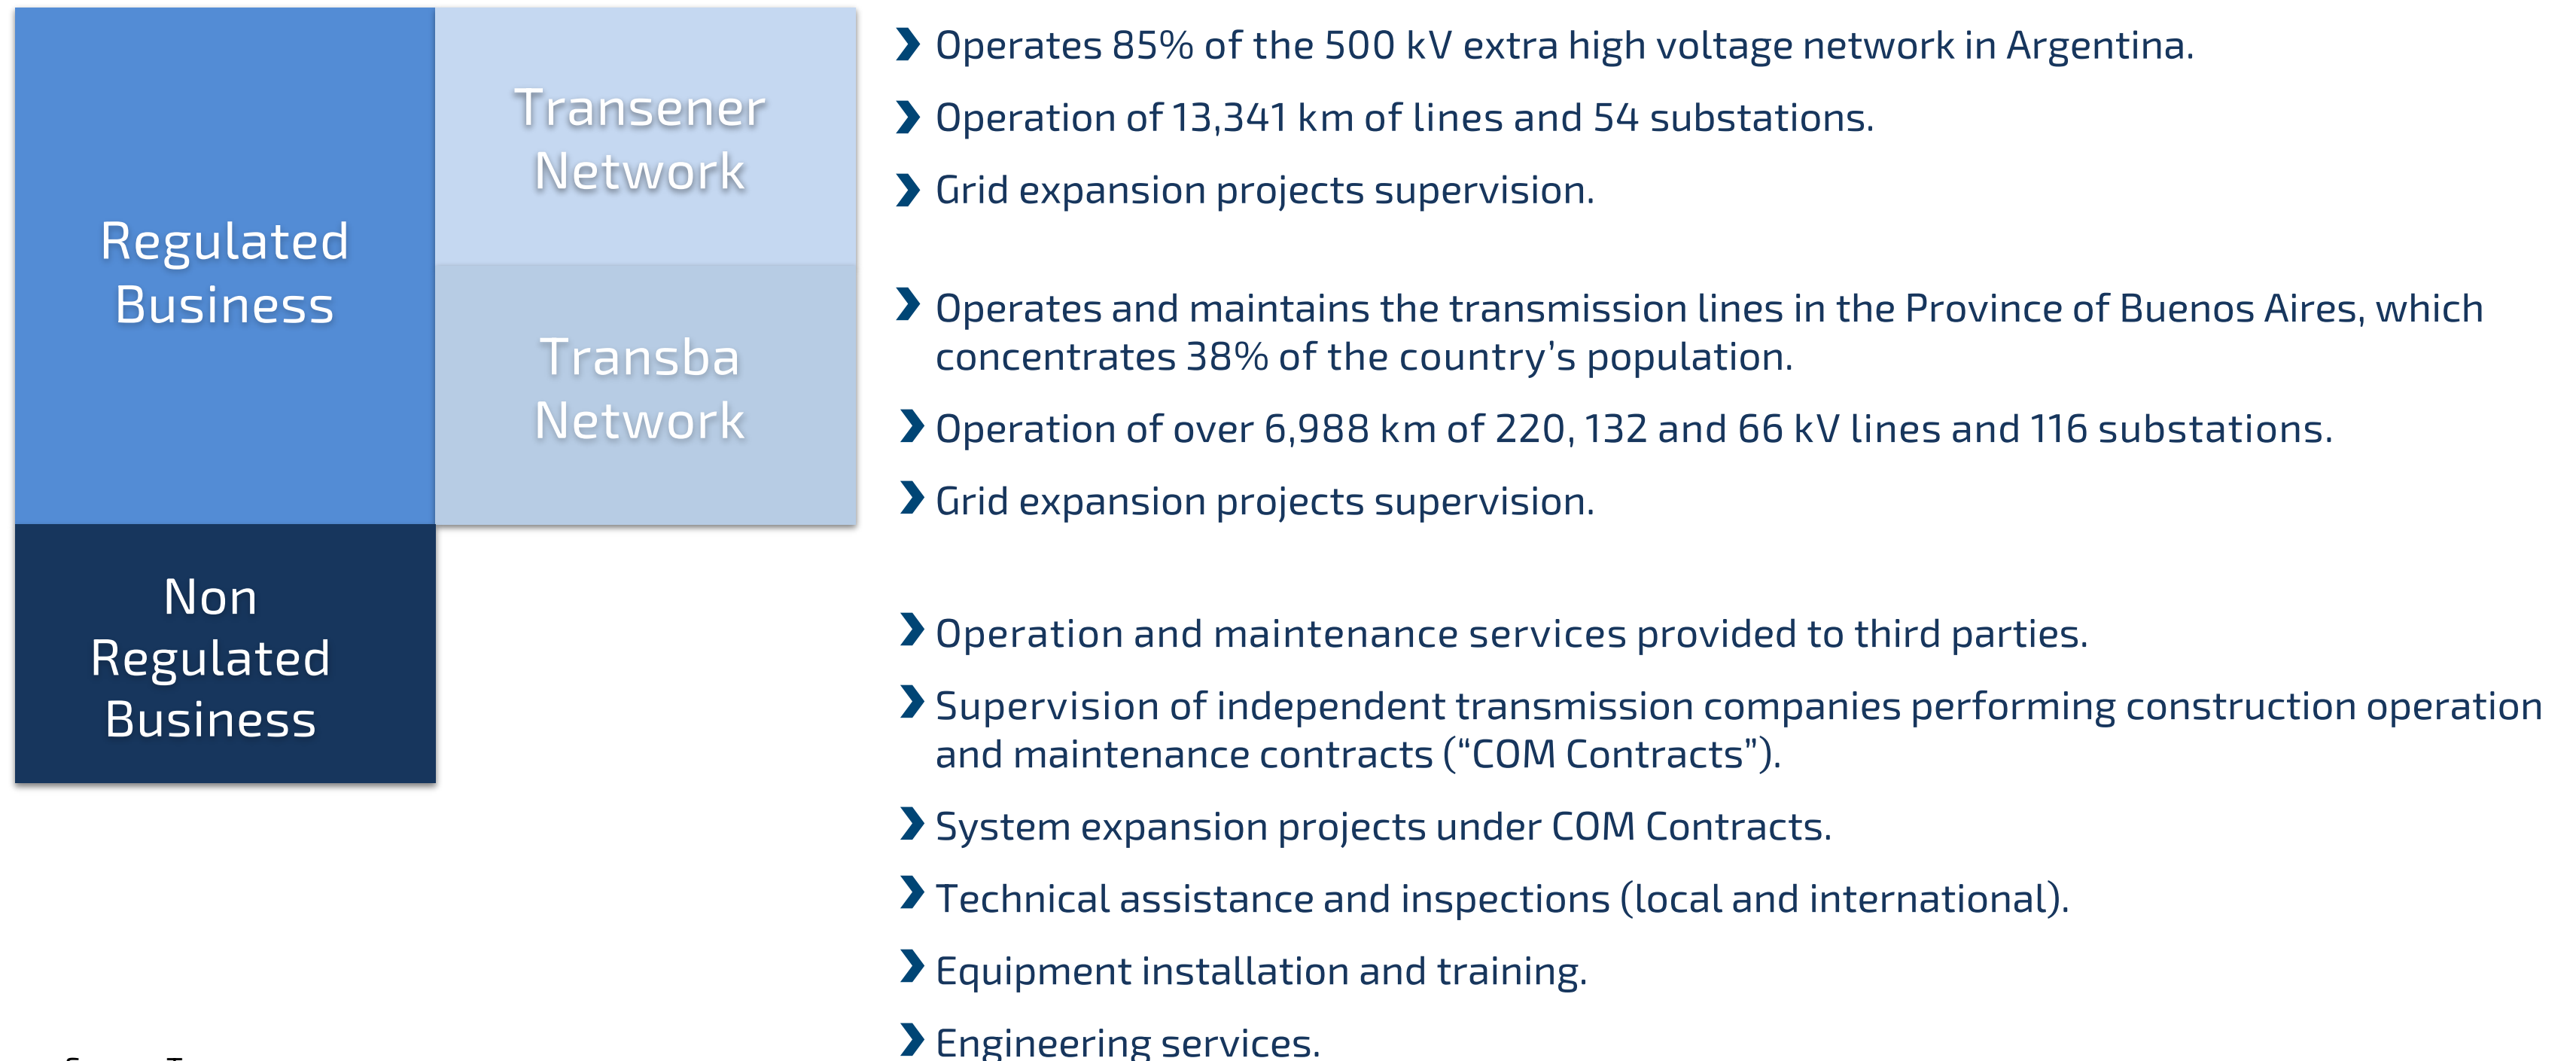 Regulated
Business
Transener
Network
Operates 85% of the 500 kV extra high voltage network in Argentina.
Operation of 13,341 km of lines and 54 substations.
Grid expansion projects supervision.
Transba
Network
Operates and maintains the transmission lines in the Province of Buenos Aires, which
concentrates 38% of the country’s population.
Operation of over 6,988 km of 220, 132 and 66 kV lines and 116 substations.
Grid expansion projects supervision.
Non
Regulated
Business
Operation and maintenance services provided to third parties.
Supervision of independent transmission companies performing construction operation
and maintenance contracts (“COM Contracts”).
System expansion projects under COM Contracts.
Technical assistance and inspections (local and international).
Equipment installation and training.
Engineering services.